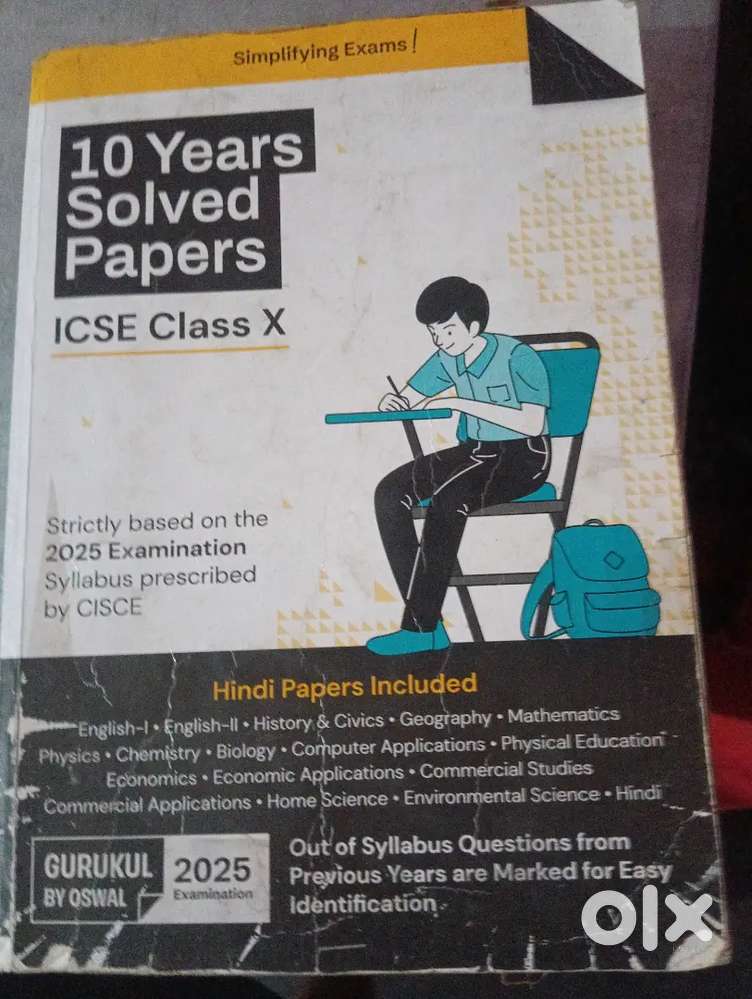 Simplifying Exams!
10 Years
Solved
Papers
ICSE Class X
Strictly based on the
2025 Examination
Syllabus prescribed
by CISCE
Hindi Papers Included
English-I • English-II • History & Civics • Geography • Mathematics
Physics • Chemistry • Biology • Computer Applications • Physical Education
Economics • Economic Applications • Commercial Studies
Commercial Applications • Home Science • Environmental Science • Hindi
GURUKUL
BY OSWAL
2025
Examination
Out of Syllabus Questions from
Previous Years are Marked for Easy
Identification
olx